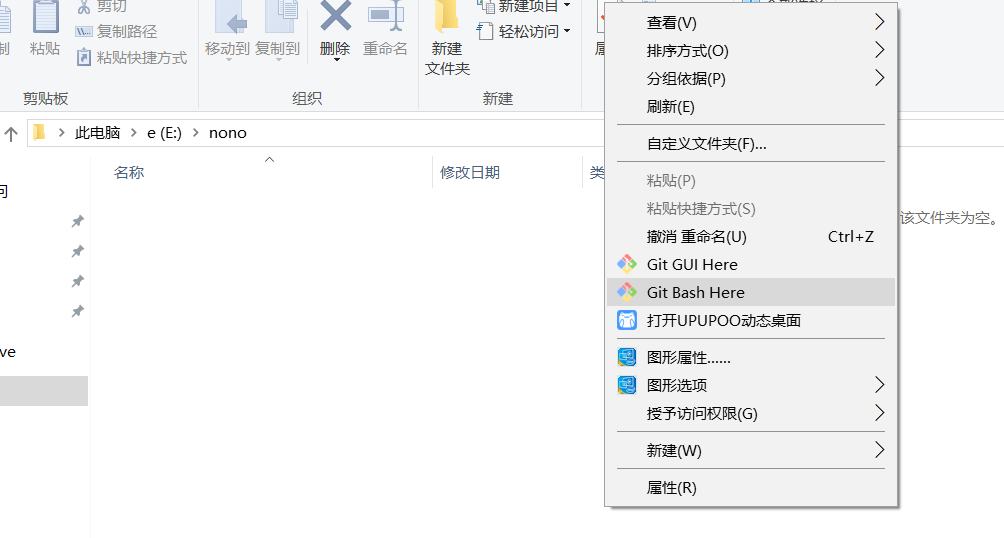 剪切
新建项目
复制路径
轻松访问
粘贴
粘贴快捷方式
移动到
复制到
删除
重命名
新建
文件夹
剪贴板
组织
新建
此电脑
e (E:)
nono
名称
修改日期
该文件夹为空。
查看(V)
排序方式(O)
分组依据(P)
刷新(E)
自定义文件夹(F)...
粘贴(P)
粘贴快捷方式(S)
撤消 重命名(U) Ctrl+Z
Git GUI Here
Git Bash Here
打开UPUPOO动态桌面
图形属性......
图形选项
授予访问权限(G)
新建(W)
属性(R)